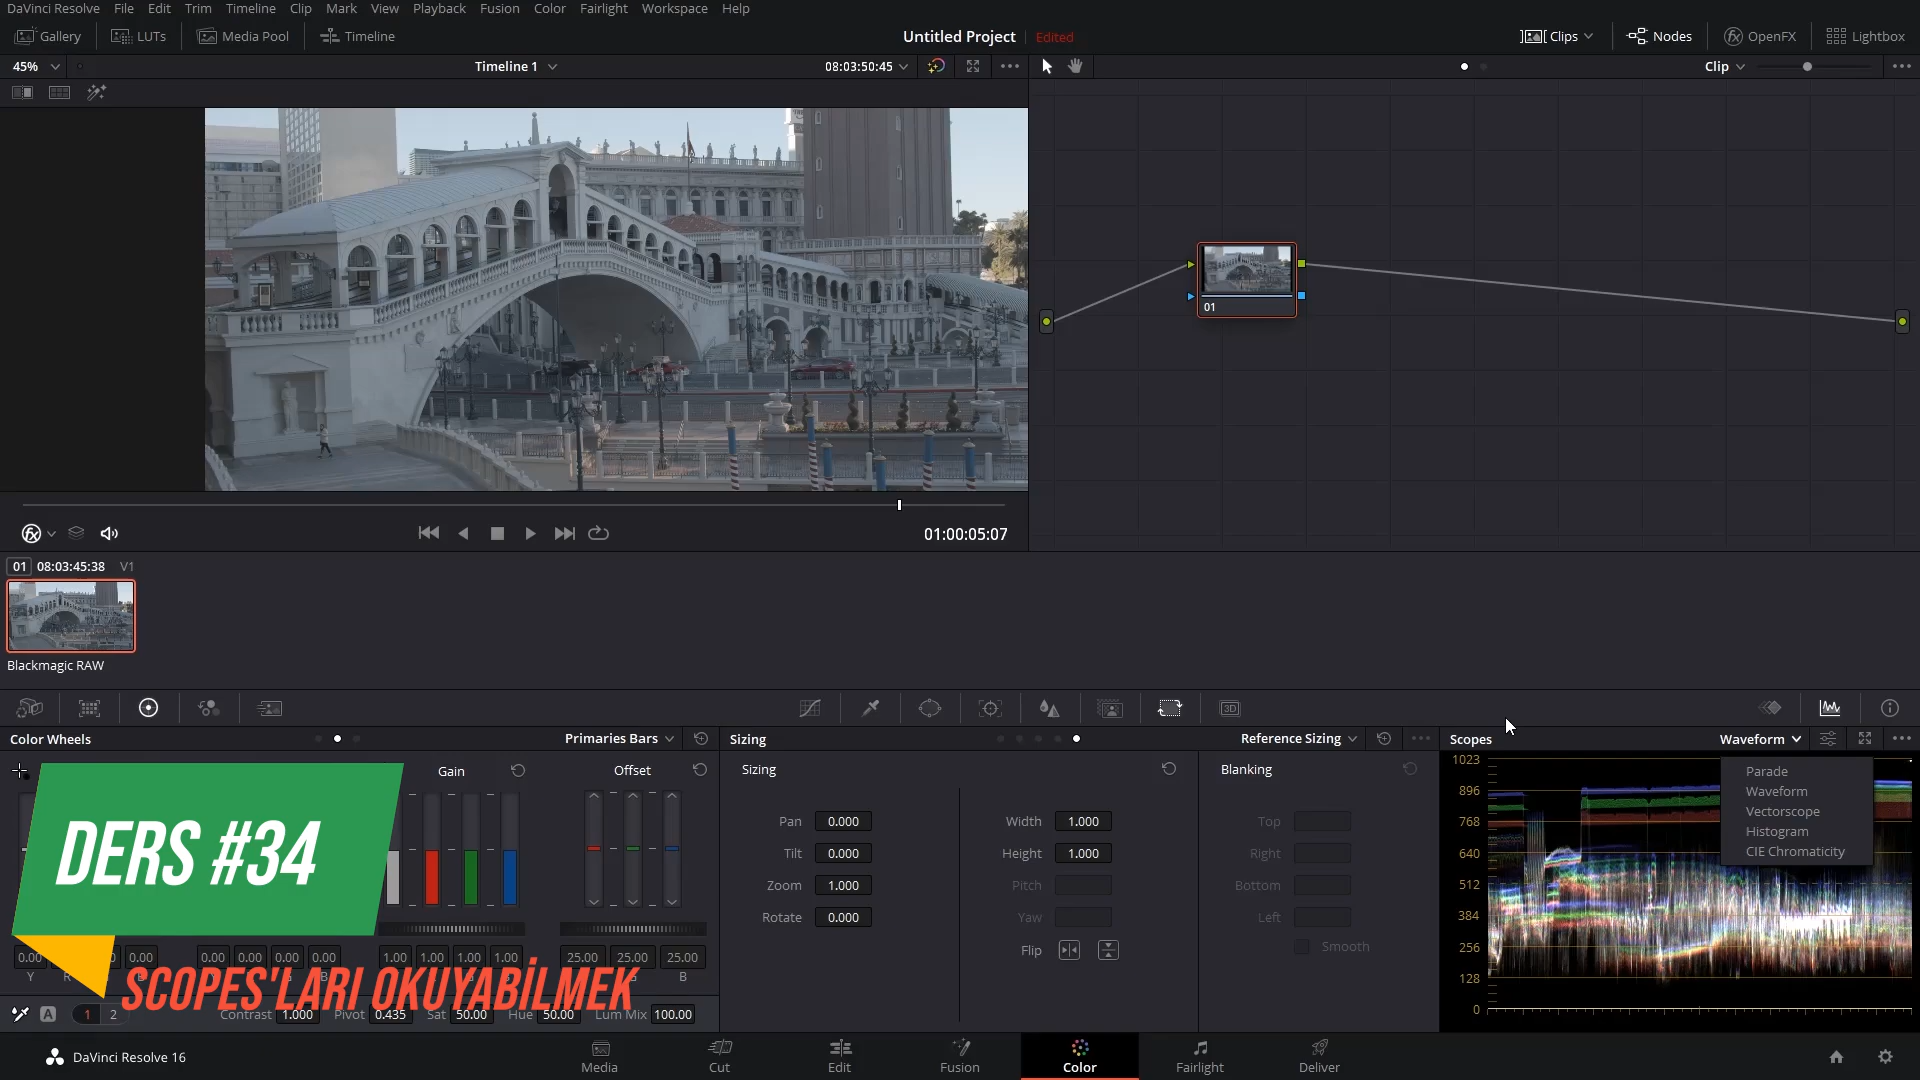 DaVinci Resolve File Edit Trim Timeline Clip Mark View Playback Fusion Color Fairlight Workspace Help
Gallery LUTs Media Pool Timeline Untitled Project Edited Clips Nodes OpenFX Lightbox
45% Timeline 1 08:03:50:45 Clip
01
01:00:05:07
01 08:03:45:38 V1
Blackmagic RAW
3D
Color Wheels Primaries Bars Sizing Reference Sizing Scopes Waveform
Gain Offset Sizing Blanking
1023
896
768
640
512
384
256
128
0
Parade
Waveform
Vectorscope
Histogram
CIE Chromaticity
Pan 0.000 Width 1.000 Top
Tilt 0.000 Height 1.000 Right
Zoom 1.000 Pitch Bottom
Rotate 0.000 Yaw Left
Flip Smooth
DERS #34
0.00 0.00 0.00 0.00 0.00 0.00 1.00 1.00 1.00 1.00 25.00 25.00 25.00
Y B
SCOPES'LARI OKUYABİLMEK
A 1 2 Contrast 1.000 Pivot 0.435 Sat 50.00 Hue 50.00 Lum Mix 100.00
DaVinci Resolve 16 Media Cut Edit Fusion Color Fairlight Deliver